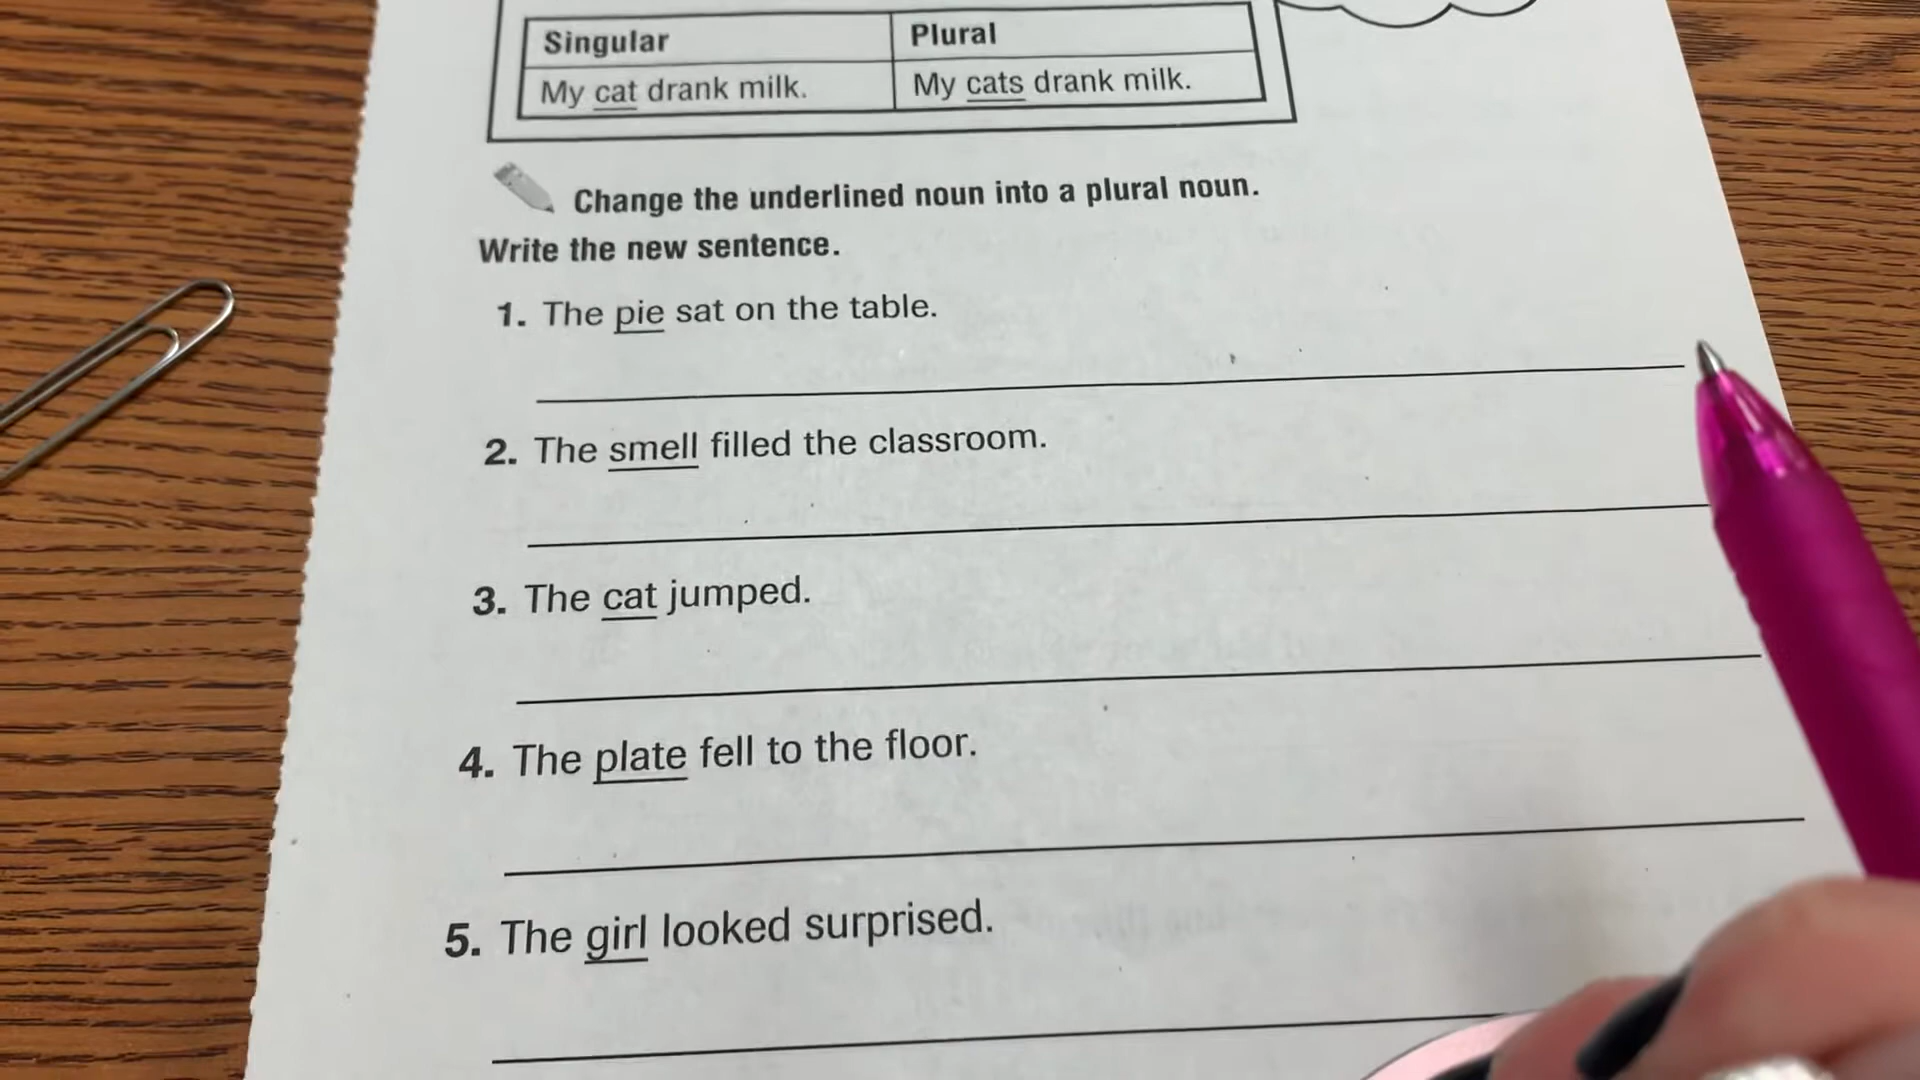 Singular Plural
My cat drank milk. My cats drank milk.
Change the underlined noun into a plural noun.
Write the new sentence.
1. The pie sat on the table.
2. The smell filled the classroom.
3. The cat jumped.
4. The plate fell to the floor.
5. The girl looked surprised.